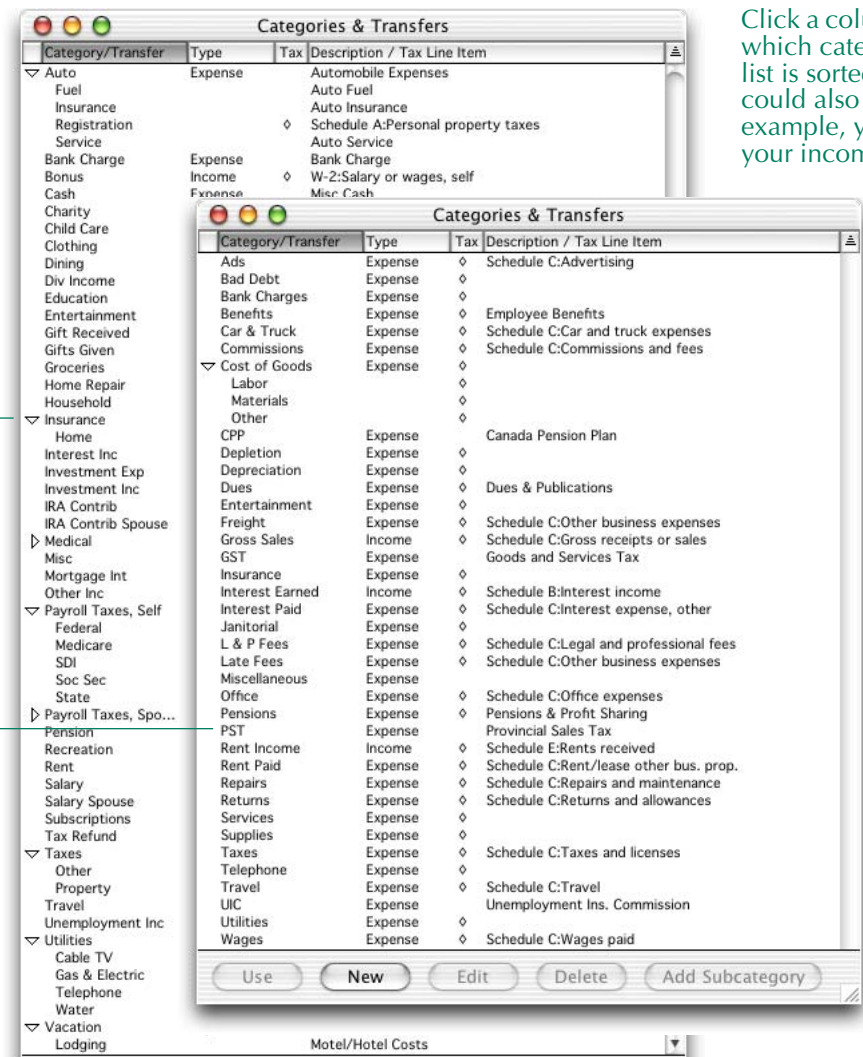 Categories & Transfers
Category/Transfer Type Tax Description / Tax Line Item
Auto Expense Automobile Expenses
Fuel Auto Fuel
Insurance Auto Insurance
Registration ◊ Schedule A:Personal property taxes
Service Auto Service
Bank Charge Expense Bank Charge
Bonus Income ◊ W-2:Salary or wages, self
Cash Expense Misc Cash
Charity
Child Care
Clothing
Dining
Div Income
Education
Entertainment
Gift Received
Gifts Given
Groceries
Home Repair
Household
Insurance
Home
Interest Inc
Investment Exp
Investment Inc
IRA Contrib
IRA Contrib Spouse
Medical
Misc
Mortgage Int
Other Inc
Payroll Taxes, Self
Federal
Medicare
SDI
Soc Sec
State
Payroll Taxes, Spo...
Pension
Recreation
Rent
Salary
Salary Spouse
Subscriptions
Tax Refund
Taxes
Other
Property
Travel
Unemployment Inc
Utilities
Cable TV
Gas & Electric
Telephone
Water
Vacation
Lodging Motel/Hotel Costs
Click a colu
which cate
list is sorted
could also
example, y
your incom
Categories & Transfers
Category/Transfer Type Tax Description / Tax Line Item
Ads Expense ◊ Schedule C:Advertising
Bad Debt Expense ◊
Bank Charges Expense ◊
Benefits Expense ◊ Employee Benefits
Car & Truck Expense ◊ Schedule C:Car and truck expenses
Commissions Expense ◊ Schedule C:Commissions and fees
Cost of Goods Expense ◊
Labor ◊
Materials ◊
Other ◊
CPP Expense Canada Pension Plan
Depletion Expense ◊
Depreciation Expense ◊
Dues Expense ◊ Dues & Publications
Entertainment Expense ◊
Freight Expense ◊ Schedule C:Other business expenses
Gross Sales Income ◊ Schedule C:Gross receipts or sales
GST Expense Goods and Services Tax
Insurance Expense ◊
Interest Earned Income ◊ Schedule B:Interest income
Interest Paid Expense ◊ Schedule C:Interest expense, other
Janitorial Expense ◊
L & P Fees Expense ◊ Schedule C:Legal and professional fees
Late Fees Expense ◊ Schedule C:Other business expenses
Miscellaneous Expense
Office Expense ◊ Schedule C:Office expenses
Pensions Expense ◊ Pensions & Profit Sharing
PST Expense Provincial Sales Tax
Rent Income Income ◊ Schedule E:Rents received
Rent Paid Expense ◊ Schedule C:Rent/lease other bus. prop.
Repairs Expense ◊ Schedule C:Repairs and maintenance
Returns Expense ◊ Schedule C:Returns and allowances
Services Expense ◊
Supplies Expense ◊
Taxes Expense ◊ Schedule C:Taxes and licenses
Telephone Expense ◊
Travel Expense ◊ Schedule C:Travel
UIC Expense Unemployment Ins. Commission
Utilities Expense ◊
Wages Expense ◊ Schedule C:Wages paid
Use New Edit Delete Add Subcategory